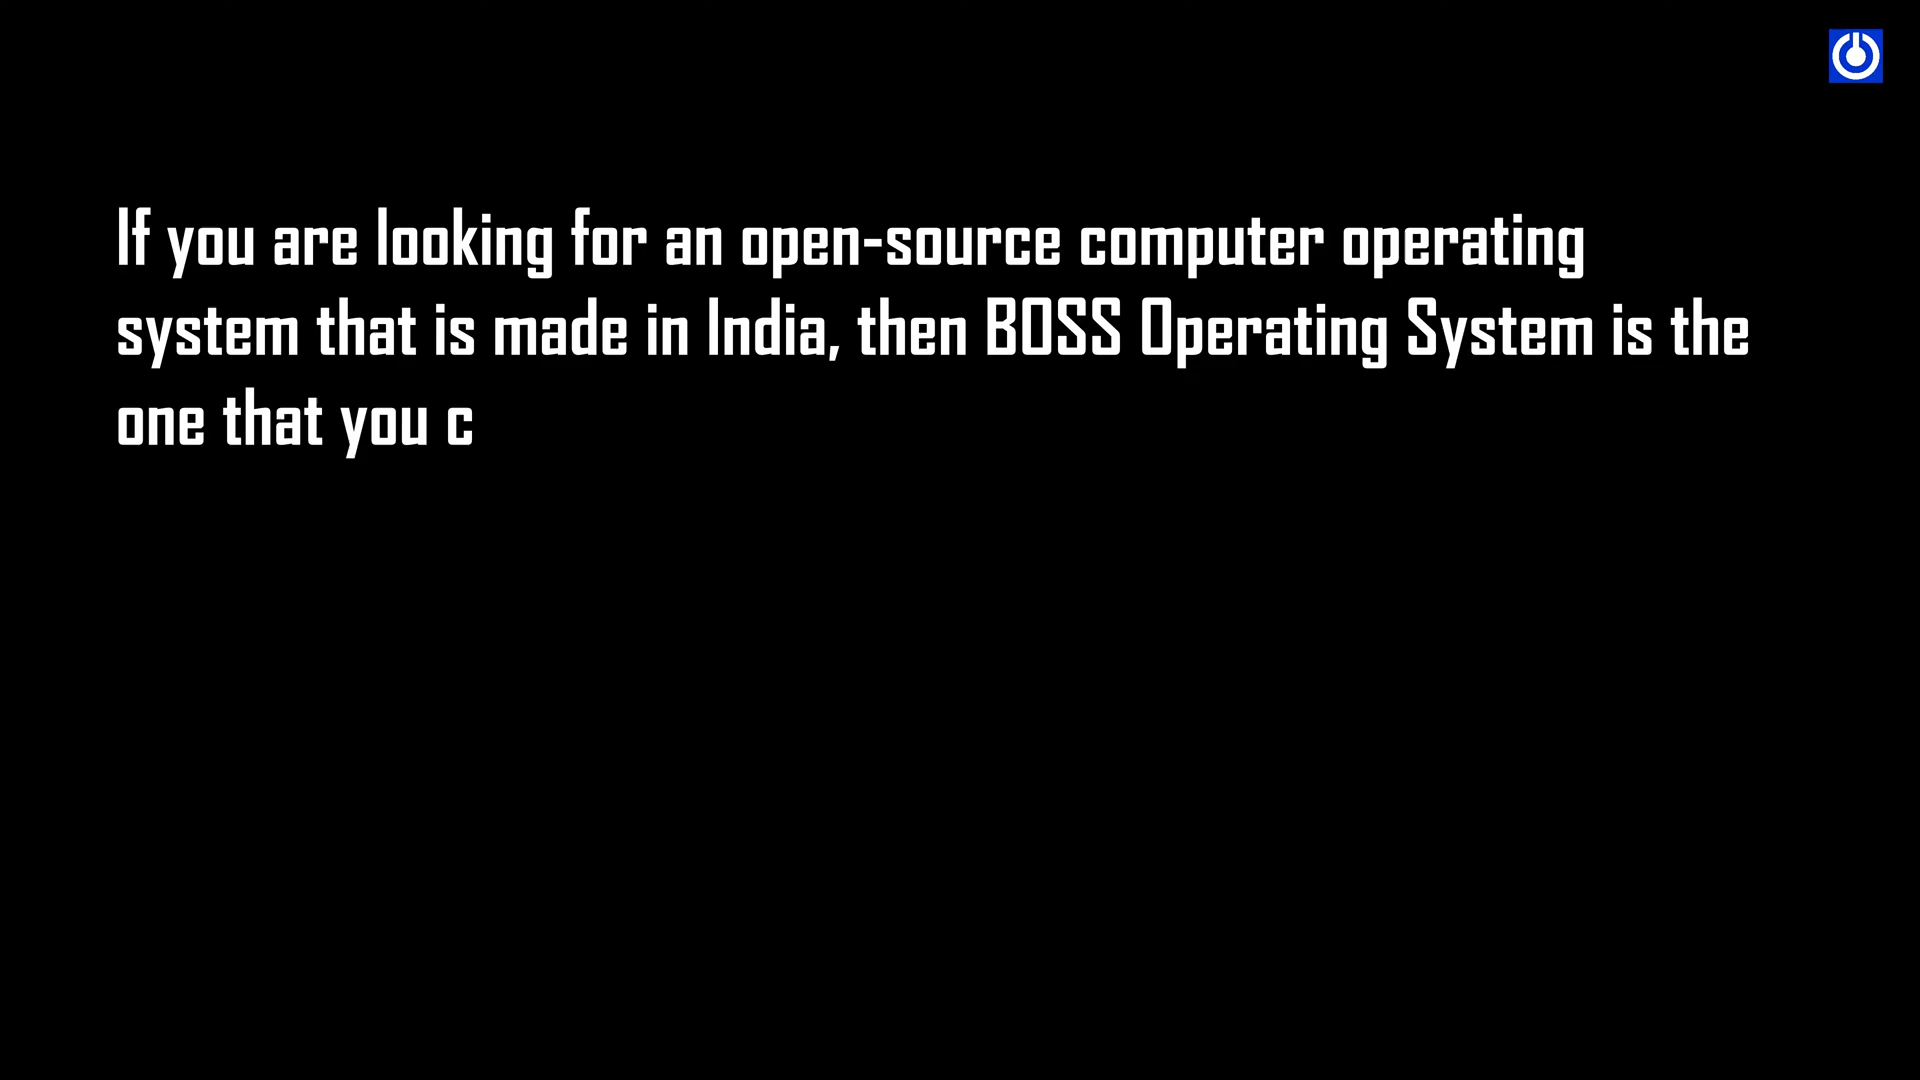 If you are looking for an open-source computer operating
system that is made in India, then BOSS Operating System is the
one that you c